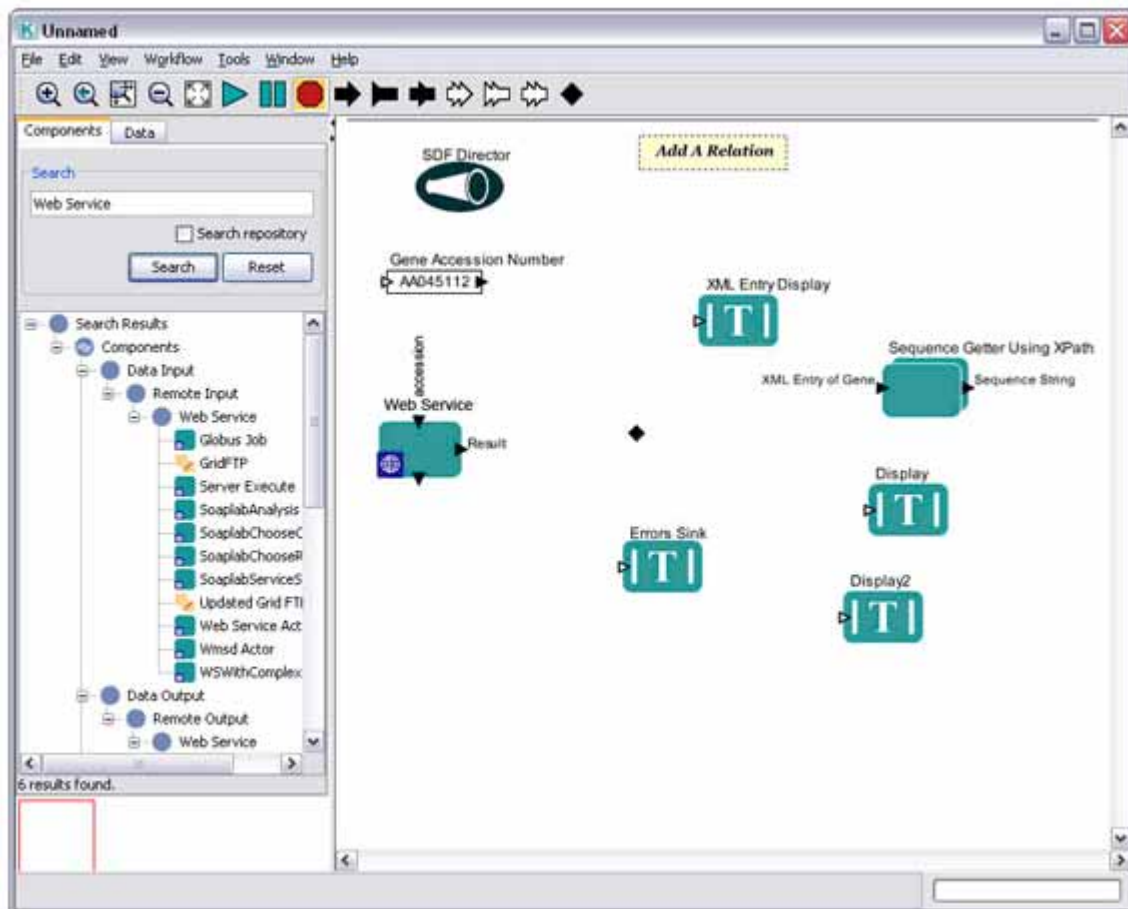 Unnamed
File Edit View Workflow Tools Window Help
Components Data
Search
Web Service
Search repository
Search Reset
Search Results
Components
Data Input
Remote Input
Web Service
Globus Job
GridFTP
Server Execute
SoaplabAnalysis
SoaplabChooseC
SoaplabChooseR
SoaplabServiceS
Updated Grid FTI
Web Service Act
Wmsd Actor
WSWithComplex
Data Output
Remote Output
Web Service
6 results found.
SDF Director
Add A Relation
Gene Accession Number
AA045112
XML Entry Display
T
Sequence Getter Using XPath
XML Entry of Gene
Sequence String
accession
Web Service
Result
Display
T
Errors Sink
T
Display2
T